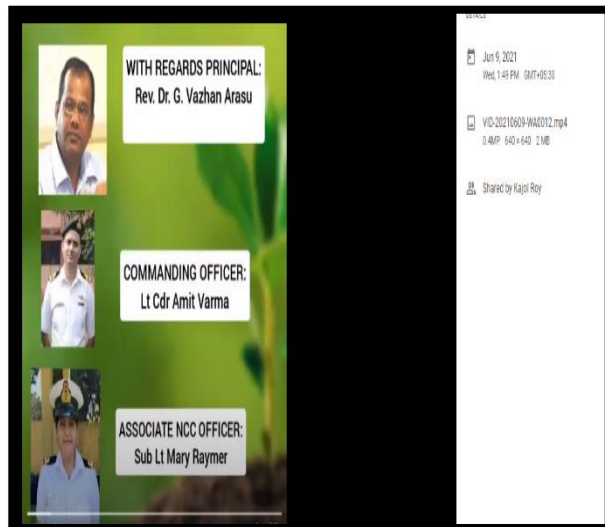 WITH REGARDS PRINCIPAL:
Rev. Dr. G. Vazhan Arasu
COMMANDING OFFICER:
Lt Cdr Amit Varma
ASSOCIATE NCC OFFICER:
Sub Lt Mary Raymer
DETAILS
Jun 9, 2021
Wed, 1:49 PM GMT+05:30
VID-20210609-WA0012.mp4
0.4MP 640 × 640 2 MB
Shared by Kajol Roy